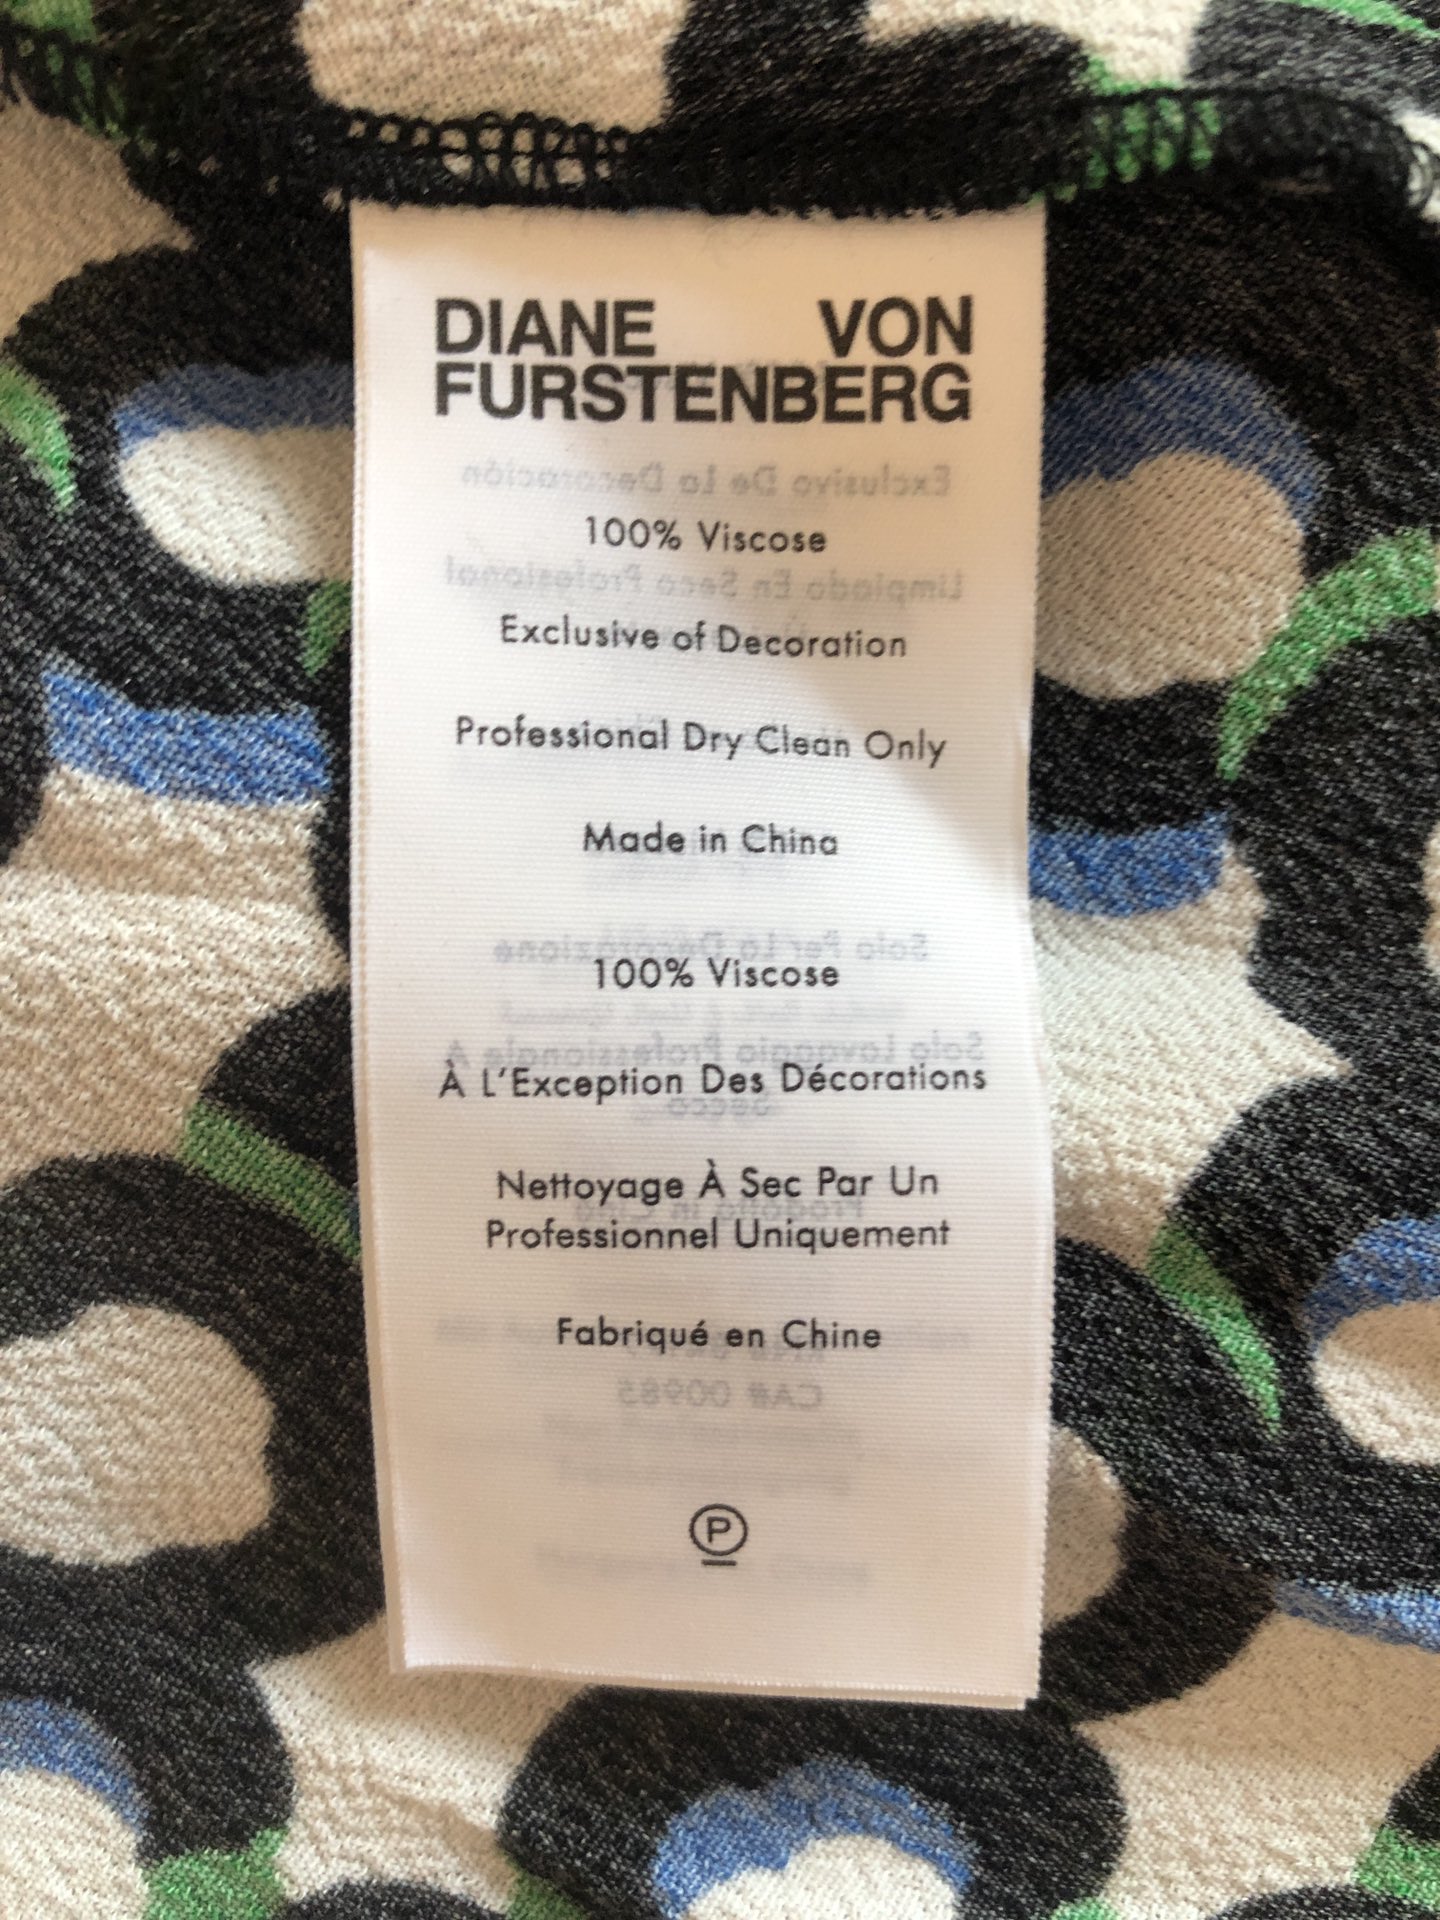 DIANE VON
FURSTENBERG
100% Viscose
Exclusive of Decoration
Professional Dry Clean Only
Made in China
100% Viscose
À L'Exception Des Décorations
Nettoyage À Sec Par Un
Professionnel Uniquement
Fabriqué en Chine
P